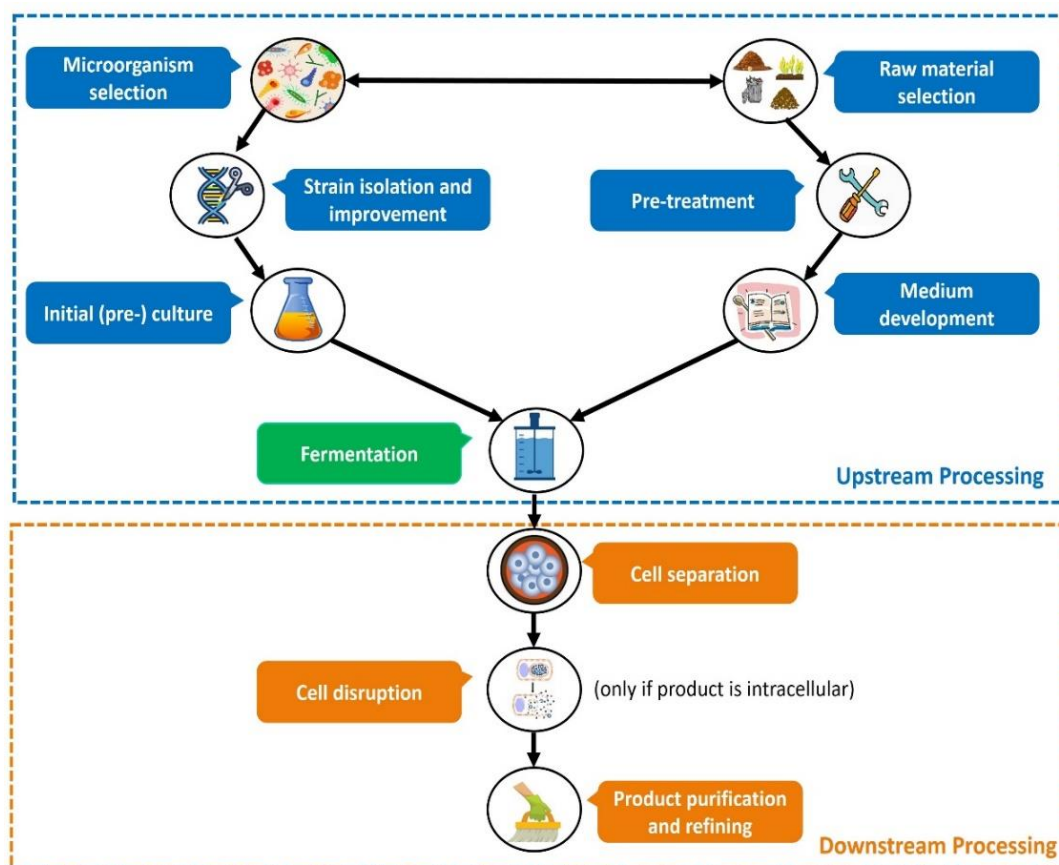 Microorganism
selection
Raw material
selection
Strain isolation and
improvement
Pre-treatment
Initial (pre-) culture
Medium
development
Fermentation
Upstream Processing
Cell separation
Cell disruption
(only if product is intracellular)
Product purification
and refining
Downstream Processing